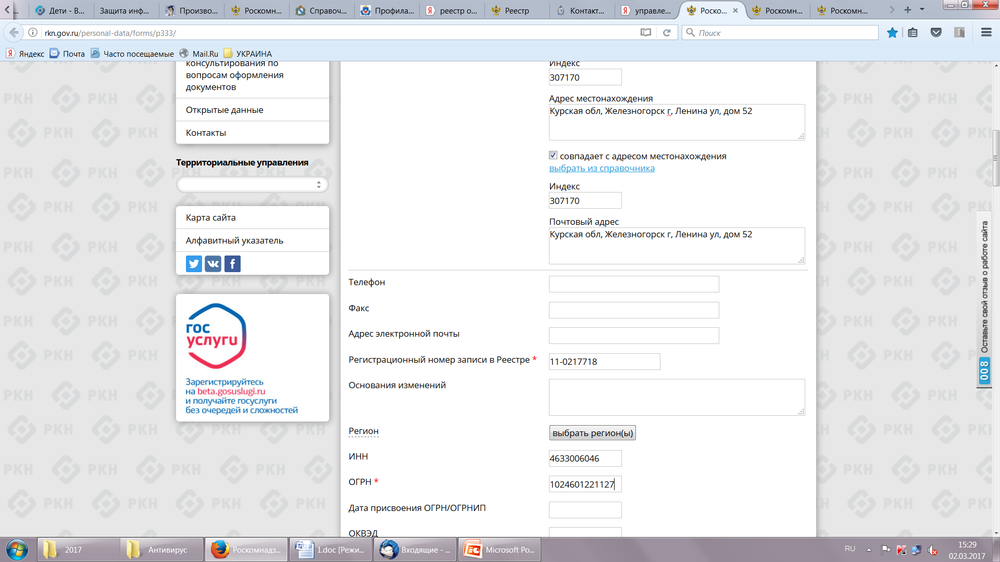 Дети - В...
Защита инф...
Произво...
Роскомн...
Справоч...
Профила...
реестр о...
Реестр
Контакт...
управле...
Роско...
Роскомн...
Роскомн...
rkn.gov.ru/personal-data/forms/p333/
Поиск
Яндекс
Почта
Часто посещаемые
Mail.Ru
УКРАИНА
консультирования по
вопросам оформления
документов
Открытые данные
Контакты
Территориальные управления
Карта сайта
Алфавитный указатель
гос
услуги
Зарегистрируйтесь
на beta.gosuslugi.ru
и получайте госуслуги
без очередей и сложностей
Индекс
307170
Адрес местонахождения
Курская обл, Железногорск г, Ленина ул, дом 52
совпадает с адресом местонахождения
выбрать из справочника
Индекс
307170
Почтовый адрес
Курская обл, Железногорск г, Ленина ул, дом 52
Телефон
Факс
Адрес электронной почты
Регистрационный номер записи в Реестре *
11-0217718
Основания изменений
Регион
выбрать регион(ы)
ИНН
4633006046
ОГРН *
1024601221127
Дата присвоения ОГРН/ОГРНИП
ОКВЭД
Оставьте свой отзыв о работе сайта
800
РКН
2017
Антивирус
Роскомнадз...
1.doc [Режи...
Входящие - ...
Microsoft Po...
RU
15:29
02.03.2017